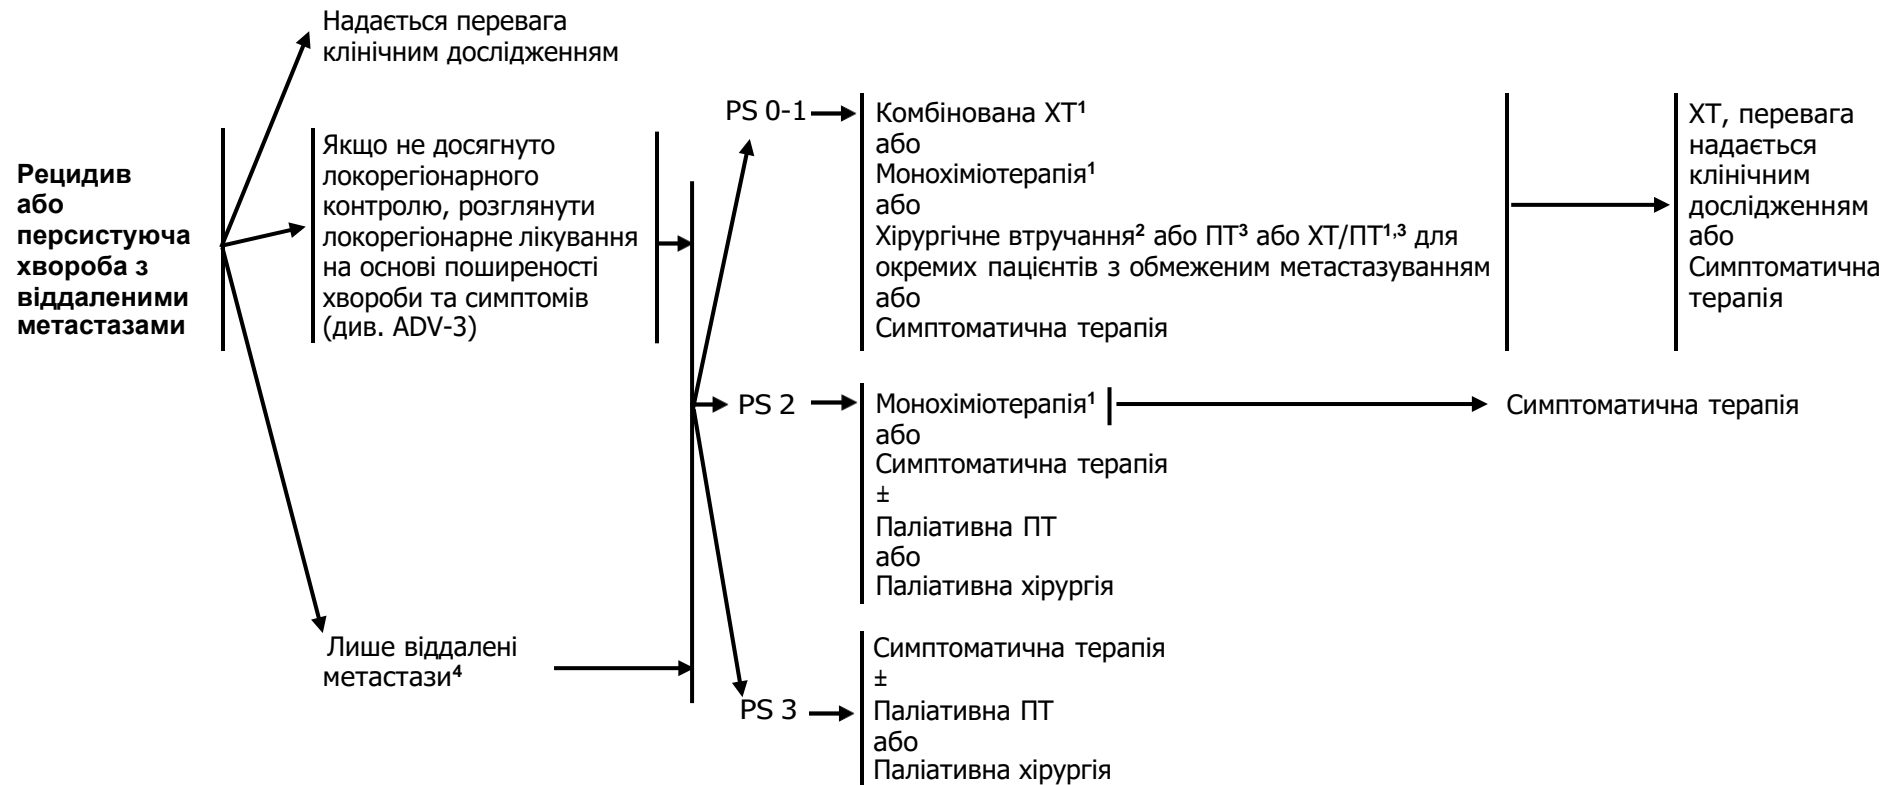 Надається перевага
клінічним дослідженням
Рецидив
або
персистуюча
хвороба з
віддаленими
метастазами
Якщо не досягнуто
локорегіонарного
контролю, розглянути
локорегіонарне лікування
на основі поширеності
хвороби та симптомів
(див. ADV-3)
Лише віддалені
метастази⁴
PS 0-1
Комбінована ХТ¹
або
Монохіміотерапія¹
або
Хірургічне втручання² або ПТ³ або ХТ/ПТ¹,³ для
окремих пацієнтів з обмеженим метастазуванням
або
Симптоматична терапія
ХТ, перевага
надається
клінічним
дослідженням
або
Симптоматична
терапія
PS 2
Монохіміотерапія¹
або
Симптоматична терапія
±
Паліативна ПТ
або
Паліативна хірургія
Симптоматична терапія
PS 3
Симптоматична терапія
±
Паліативна ПТ
або
Паліативна хірургія